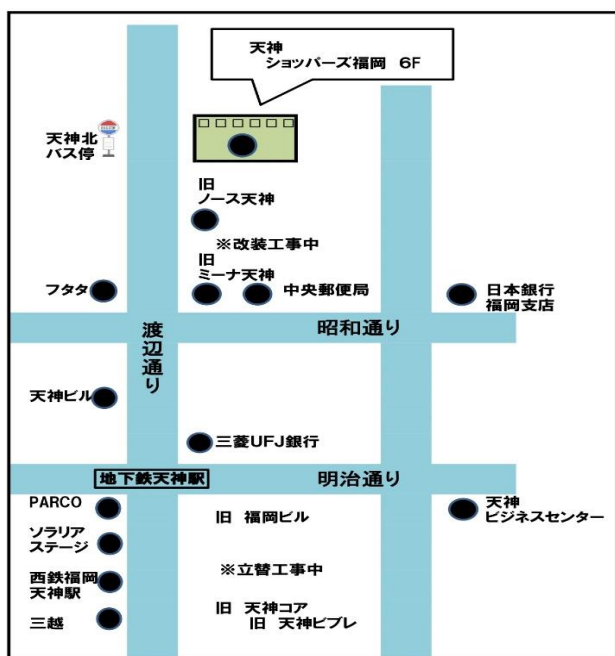 天神
ショッパーズ福岡 6F
天神北
バス停
旧
ノース天神
※改装工事中
旧
ミーナ天神
フタタ
中央郵便局
日本銀行
福岡支店
渡辺通り
昭和通り
天神ビル
三菱UFJ銀行
地下鉄天神駅
明治通り
PARCO
旧 福岡ビル
天神
ビジネスセンター
ソラリア
ステージ
※立替工事中
西鉄福岡
天神駅
旧 天神コア
旧 天神ビブレ
三越